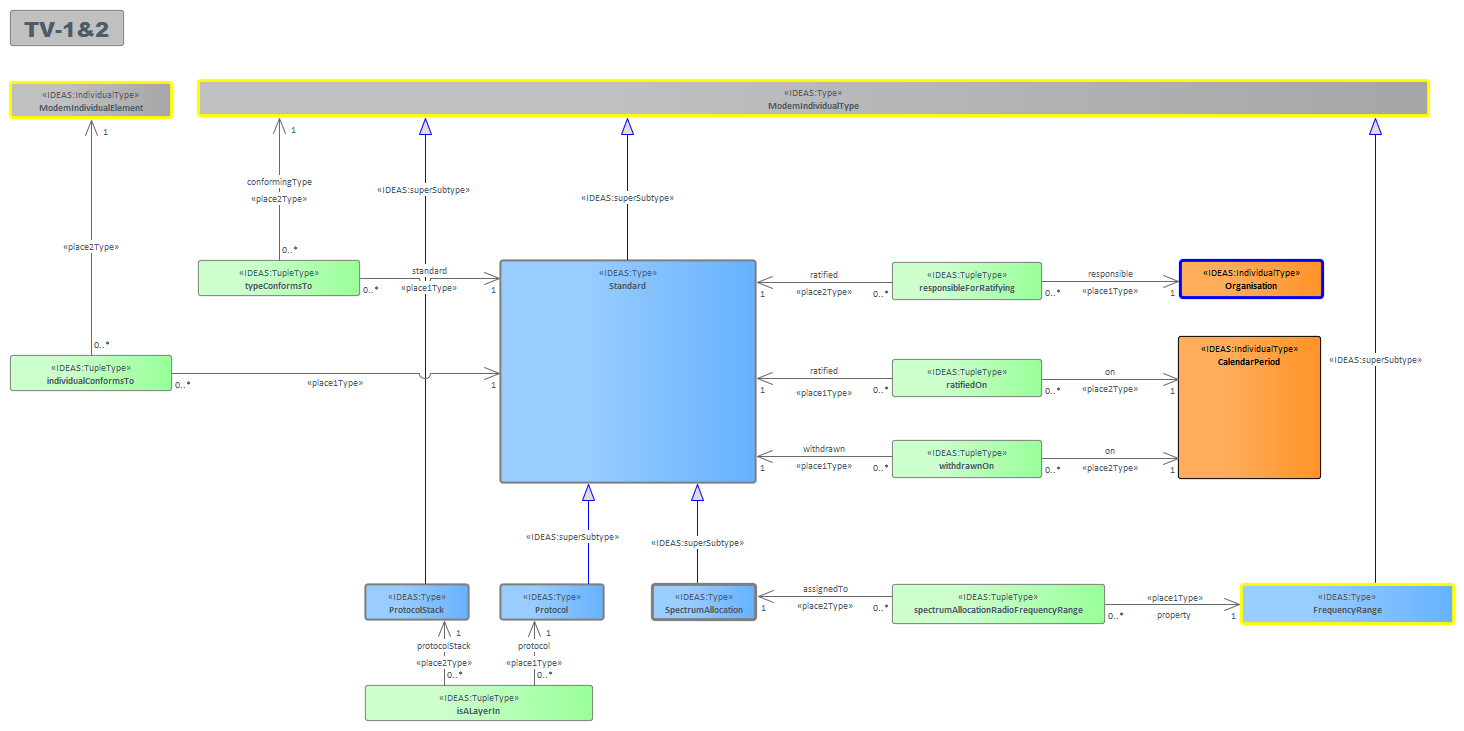 TV-1&2
«IDEAS:IndividualType»
ModemIndividualElement
«IDEAS:Type»
ModemIndividualType
1
1
conformingType
«place2Type»
«IDEAS:superSubtype»
«IDEAS:superSubtype»
«place2Type»
0..*
«IDEAS:TupleType»
typeConformsTo
standard
«place1Type»
0..*
1
«IDEAS:Type»
Standard
ratified
«place2Type»
1
0..*
«IDEAS:TupleType»
responsibleForRatifying
responsible
«place1Type»
0..*
1
«IDEAS:IndividualType»
Organisation
0..*
«IDEAS:TupleType»
individualConformsTo
0..*
«place1Type»
1
ratified
«place1Type»
1
0..*
«IDEAS:TupleType»
ratifiedOn
on
«place2Type»
0..*
1
«IDEAS:IndividualType»
CalendarPeriod
«IDEAS:superSubtype»
withdrawn
«place1Type»
1
0..*
«IDEAS:TupleType»
withdrawnOn
on
«place2Type»
0..*
1
«IDEAS:superSubtype»
«IDEAS:superSubtype»
«IDEAS:Type»
ProtocolStack
«IDEAS:Type»
Protocol
«IDEAS:Type»
SpectrumAllocation
assignedTo
«place2Type»
1
0..*
«IDEAS:TupleType»
spectrumAllocationRadioFrequencyRange
«place1Type»
property
0..*
1
«IDEAS:Type»
FrequencyRange
1
protocolStack
«place2Type»
0..*
1
protocol
«place1Type»
0..*
«IDEAS:TupleType»
isALayerIn